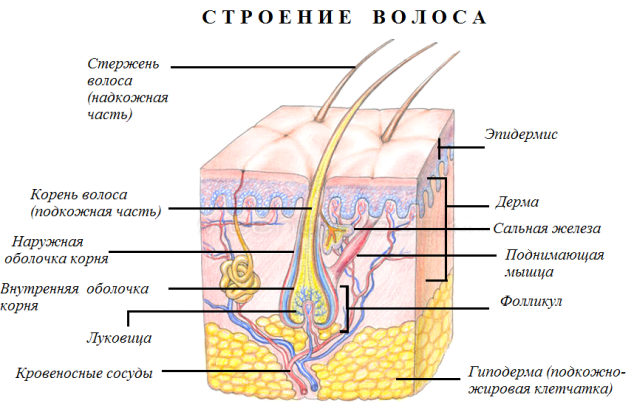 СТРОЕНИЕ ВОЛОСА
Стержень
волоса
(надкожная
часть)
Корень волоса
(подкожная часть)
Наружная
оболочка корня
Внутренняя оболочка
корня
Луковица
Кровеносные сосуды
Эпидермис
Дерма
Сальная железа
Поднимающая
мышца
Фолликул
Гиподерма (подкожно-
жировая клетчатка)